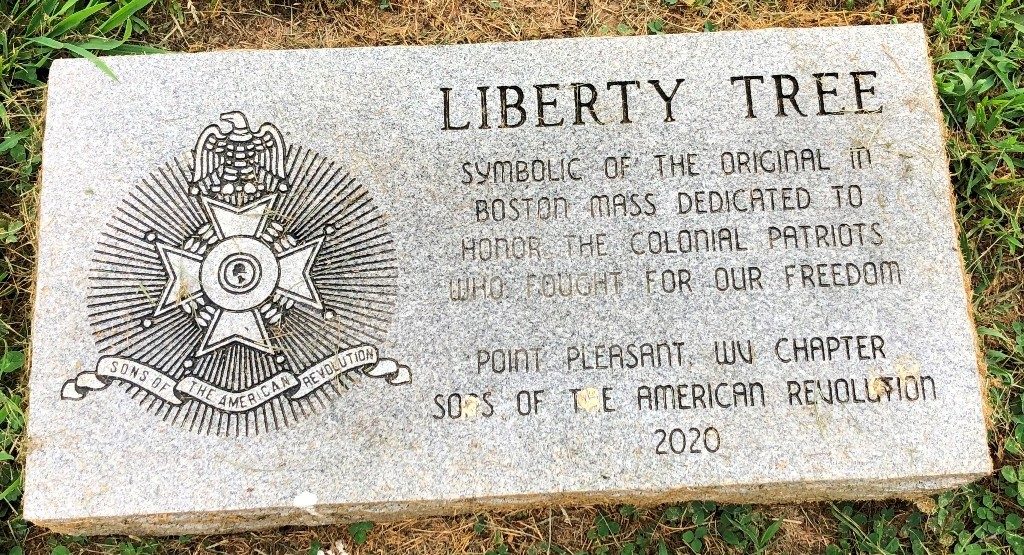 LIBERTY TREE
SYMBOLIC OF THE ORIGINAL IN
BOSTON MASS DEDICATED TO
HONOR THE COLONIAL PATRIOTS
WHO FOUGHT FOR OUR FREEDOM
POINT PLEASANT, WV CHAPTER
SONS OF THE AMERICAN REVOLUTION
2020
SONS OF THE AMERICAN REVOLUTION